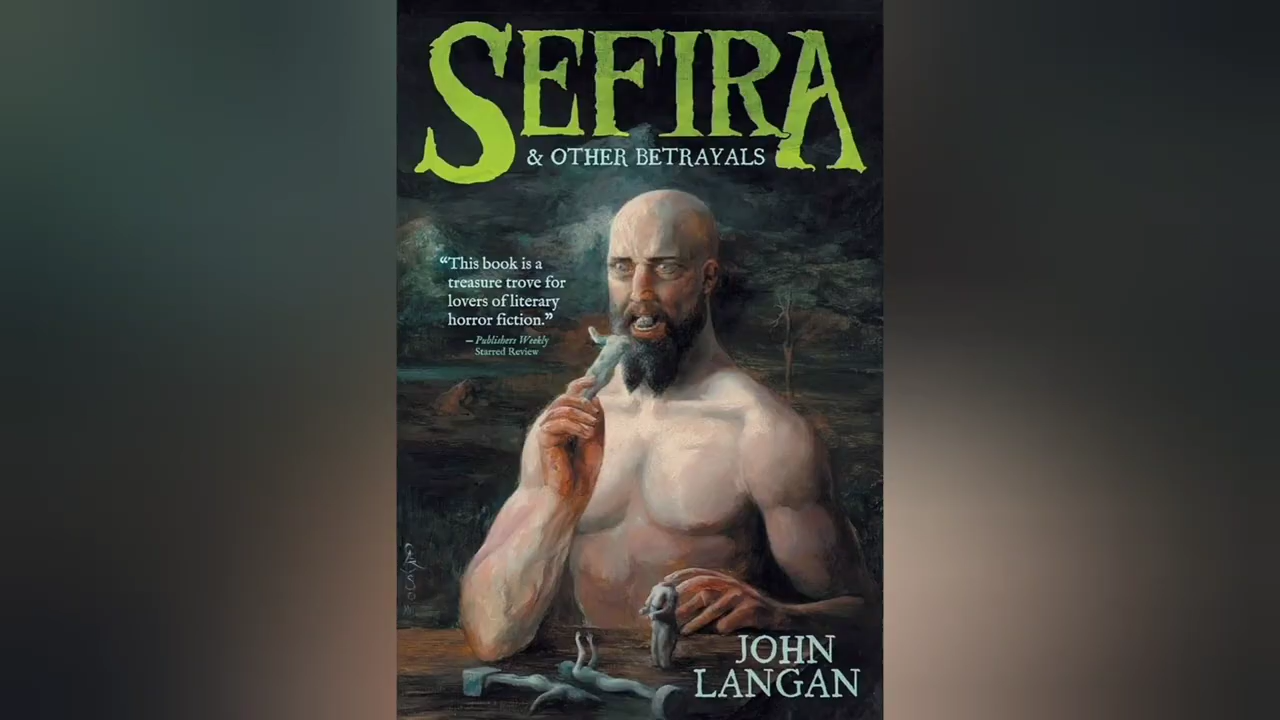 SEFIRA
& OTHER BETRAYALS
“This book is a
treasure trove for
lovers of literary
horror fiction.”
— Publishers Weekly
Starred Review
JOHN
LANGAN